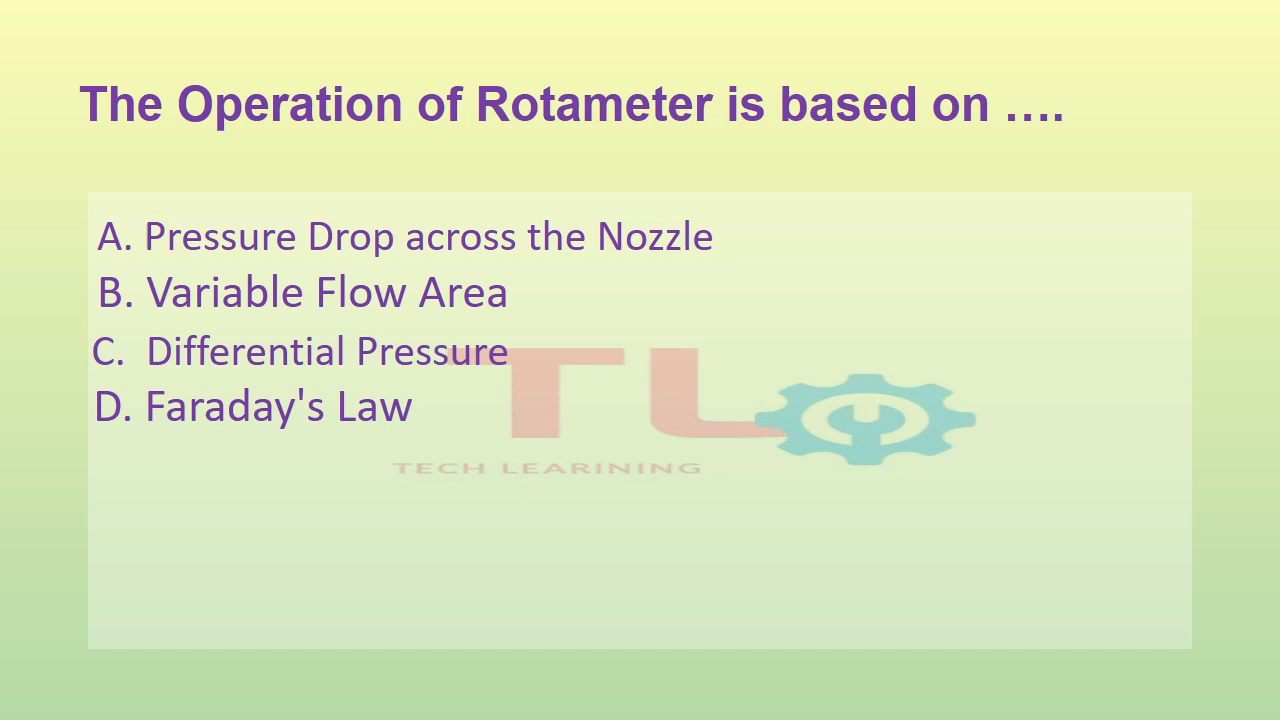 The Operation of Rotameter is based on ….
A. Pressure Drop across the Nozzle
B. Variable Flow Area
C. Differential Pressure
D. Faraday's Law
TL
TECH LEARINING